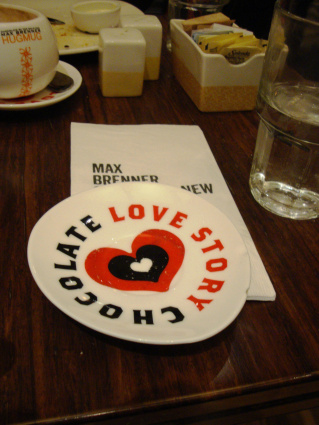 MAX BRENNER
HUGMUG
MAX
BRENNER
NEW
CHOCOLATE LOVE STORY